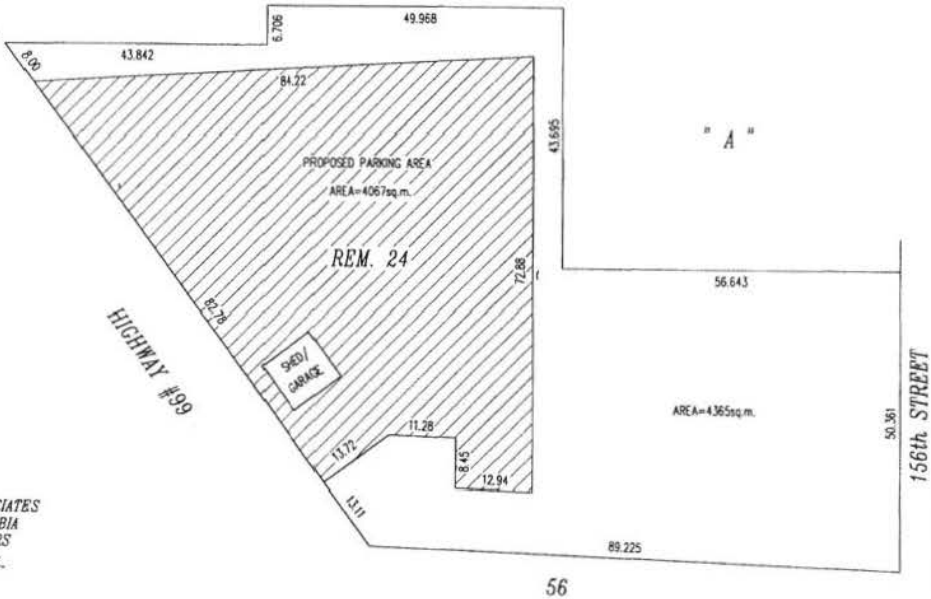 49.968
6.706
43.842
8.00
84.22
43.695
" A "
PROPOSED PARKING AREA
AREA=4067sq.m.
REM. 24
72.88
56.643
82.78
HIGHWAY #99
SHED/
GARAGE
AREA=4365sq.m.
50.361
156th STREET
11.28
13.72
8.45
12.94
13.11
89.225
56